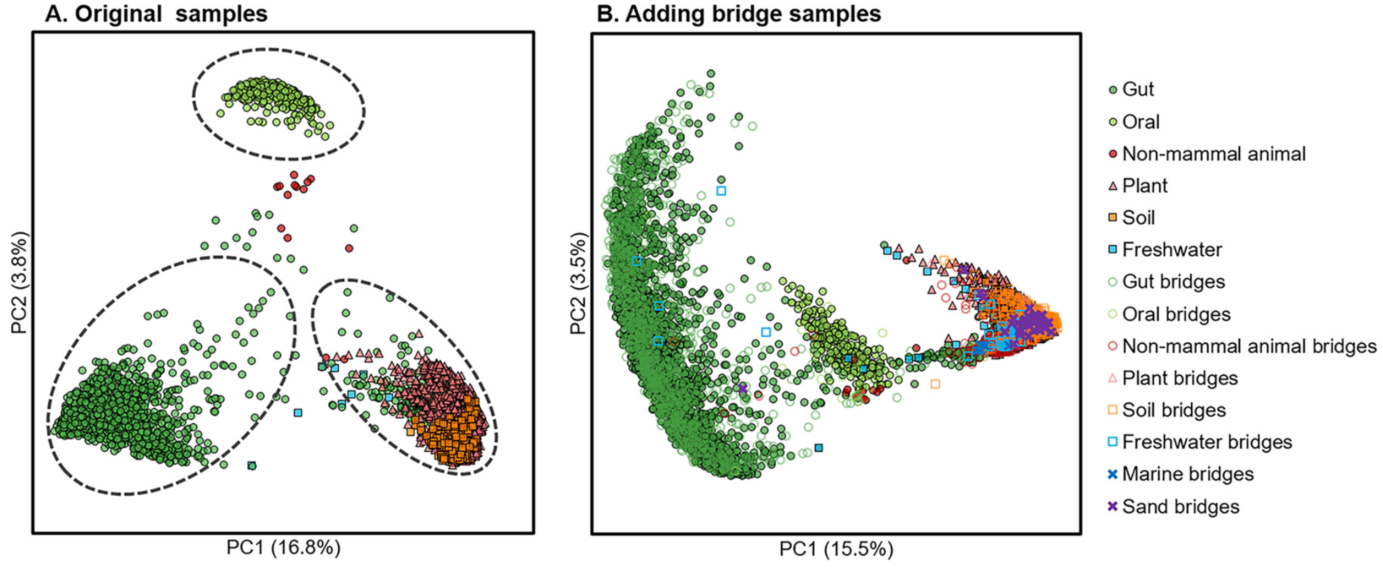 A. Original samples
B. Adding bridge samples
PC2 (3.8%)
PC1 (16.8%)
PC2 (3.5%)
PC1 (15.5%)
Gut
Oral
Non-mammal animal
Plant
Soil
Freshwater
Gut bridges
Oral bridges
Non-mammal animal bridges
Plant bridges
Soil bridges
Freshwater bridges
Marine bridges
Sand bridges